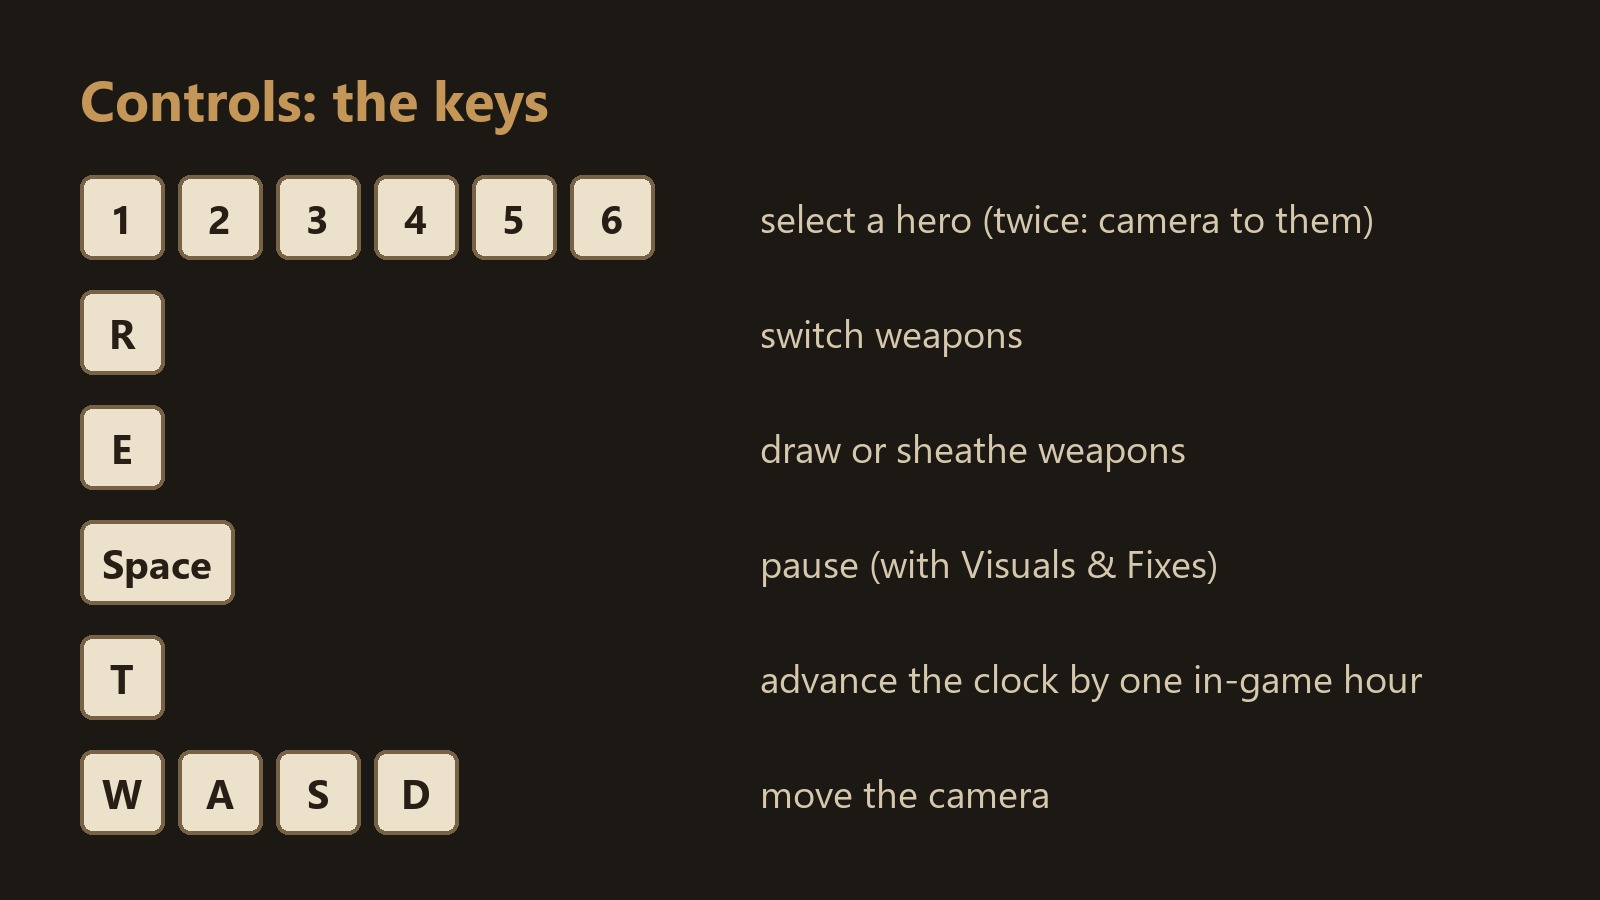 Controls: the keys
1 2 3 4 5 6 select a hero (twice: camera to them)
R switch weapons
E draw or sheathe weapons
Space pause (with Visuals & Fixes)
T advance the clock by one in-game hour
W A S D move the camera